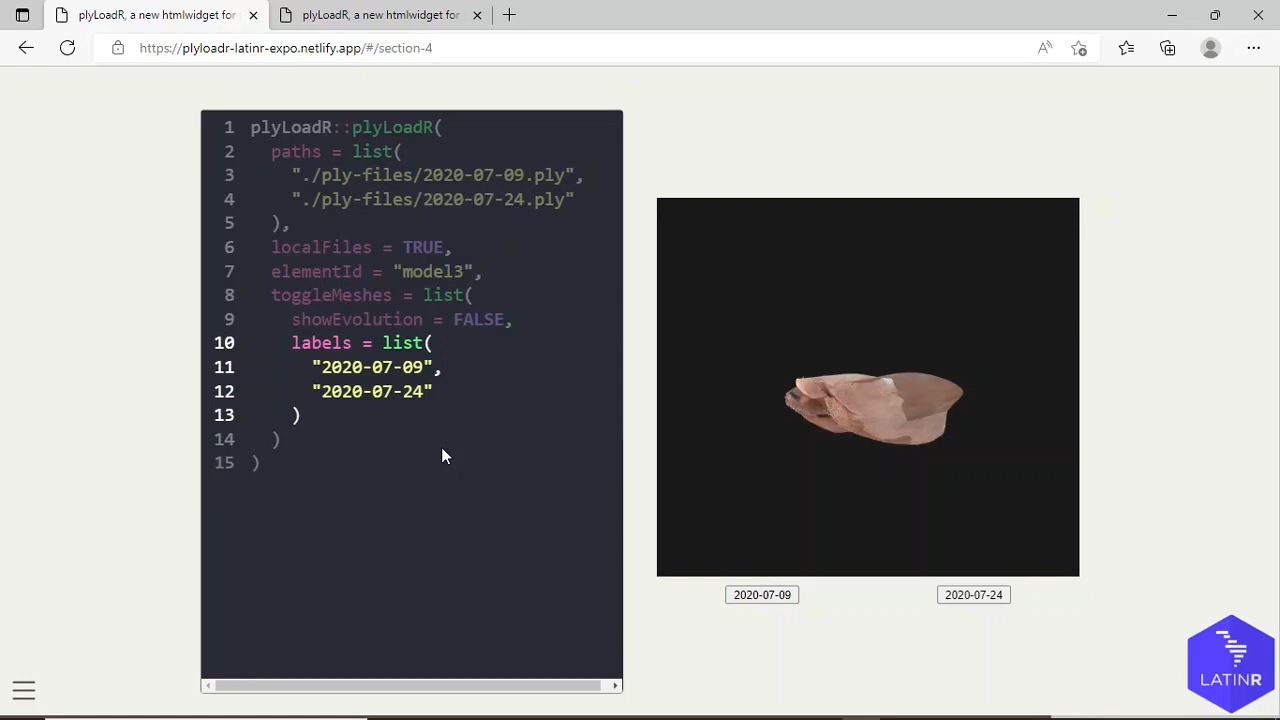 plyLoadR, a new htmlwidget for
plyLoadR, a new htmlwidget for
https://plyloadr-latinr-expo.netlify.app/#/section-4
1 plyLoadR::plyLoadR(
2 paths = list(
3 "./ply-files/2020-07-09.ply",
4 "./ply-files/2020-07-24.ply"
5 ),
6 localFiles = TRUE,
7 elementId = "model3",
8 toggleMeshes = list(
9 showEvolution = FALSE,
10 labels = list(
11 "2020-07-09",
12 "2020-07-24"
13 )
14 )
15 )
2020-07-09
2020-07-24
LATINR